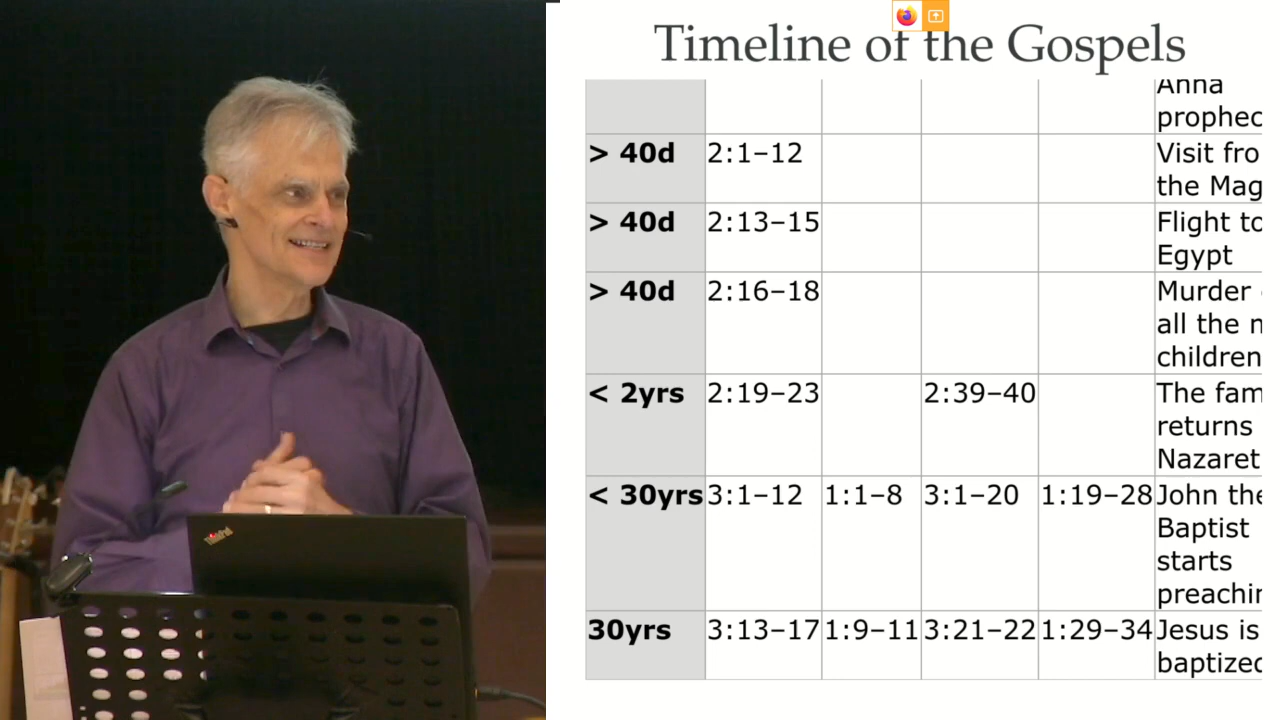 Timeline of the Gospels
Anna
prophec
> 40d 2:1–12 Visit fro
the Mag
> 40d 2:13–15 Flight to
Egypt
> 40d 2:16–18 Murder
all the m
children
< 2yrs 2:19–23 2:39–40 The fam
returns
Nazaret
< 30yrs 3:1–12 1:1–8 3:1–20 1:19–28 John the
Baptist
starts
preachin
30yrs 3:13–17 1:9–11 3:21–22 1:29–34 Jesus is
baptized
ThinkPad